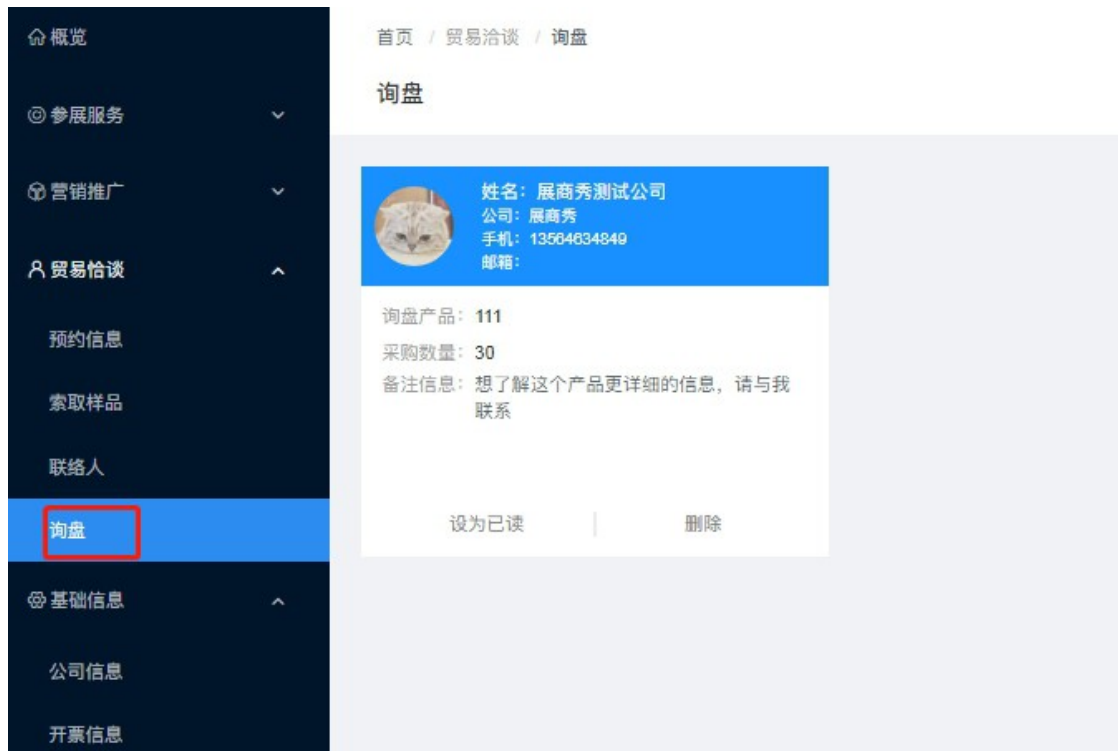 概览
参展服务
营销推广
贸易恰谈
预约信息
索取样品
联络人
询盘
基础信息
公司信息
开票信息
首页 / 贸易洽谈 / 询盘
询盘
姓名：展商秀测试公司
公司：展商秀
手机：13564634849
邮箱：
询盘产品：111
采购数量：30
备注信息：想了解这个产品更详细的信息，请与我
联系
设为已读
删除